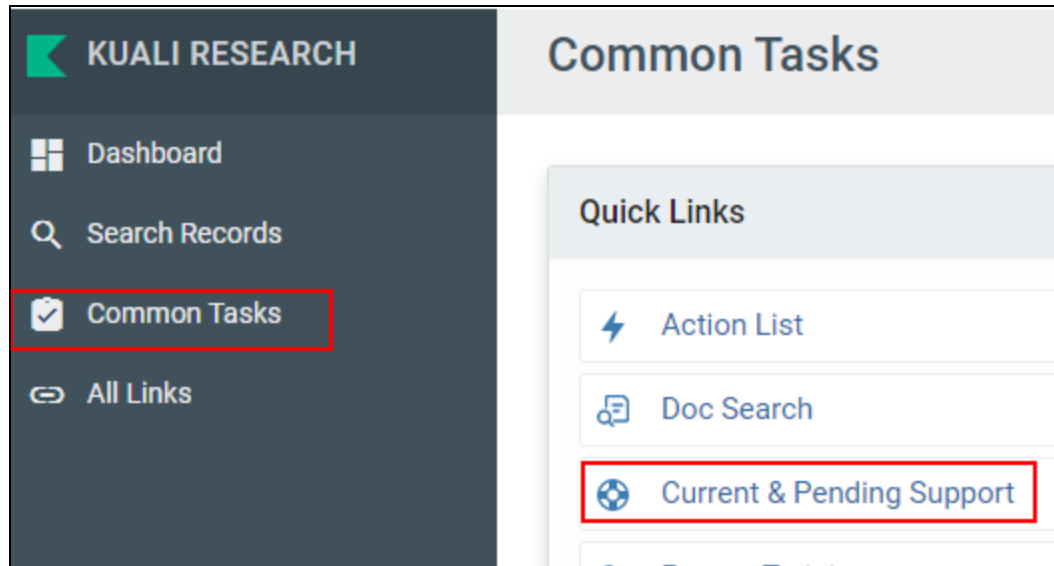 KUALI RESEARCH
Dashboard
Search Records
Common Tasks
All Links
Common Tasks
Quick Links
Action List
Doc Search
Current & Pending Support